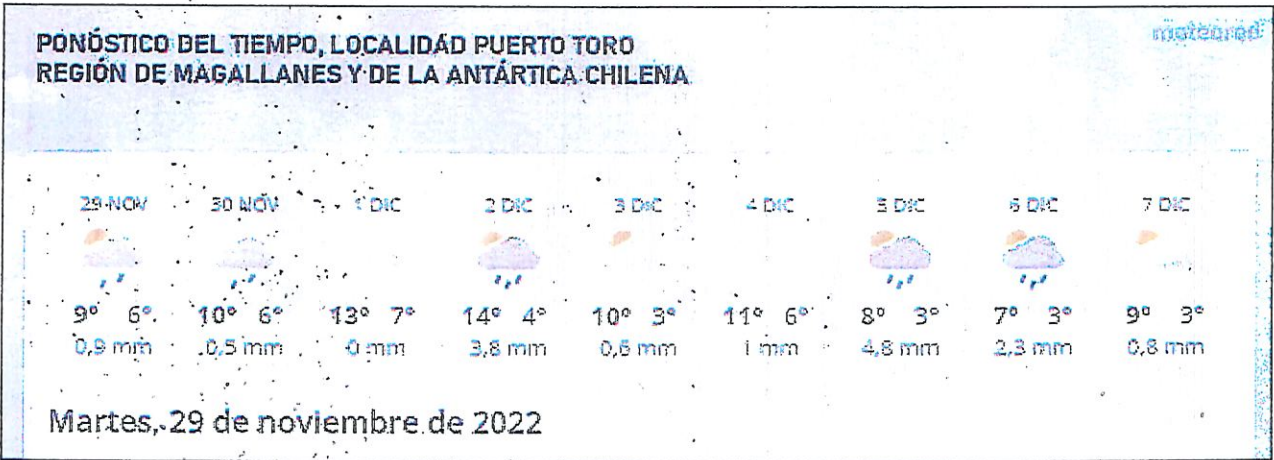 PONÓSTICO DEL TIEMPO, LOCALIDAD PUERTO TORO
REGIÓN DE MAGALLANES Y DE LA ANTÁRTICA CHILENA
meteored
29 NOV 30 NOV 1 DIC 2 DIC 3 DIC 4 DIC 5 DIC 6 DIC 7 DIC
9° 6° 10° 6° 13° 7° 14° 4° 10° 3° 11° 6° 8° 3° 7° 3° 9° 3°
0,9 mm 0,5 mm 0 mm 3,8 mm 0,6 mm 1 mm 4,8 mm 2,3 mm 0,8 mm
Martes, 29 de noviembre de 2022